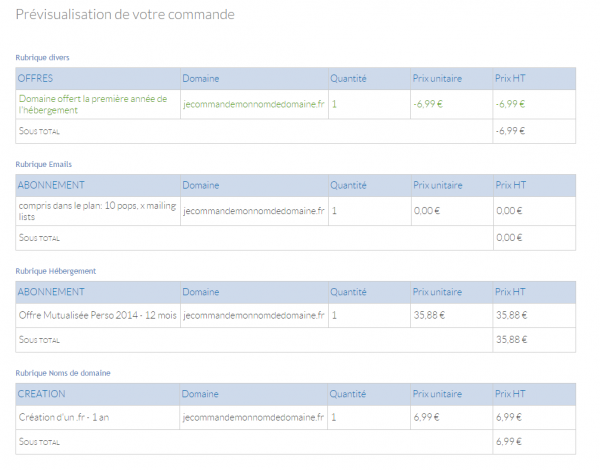 Prévisualisation de votre commande
Rubrique divers
OFFRES Domaine Quantité Prix unitaire Prix HT
Domaine offert la première année de l'hébergement jecommandemonnomdedomaine.fr 1 -6,99 € -6,99 €
SOUS TOTAL -6,99 €
Rubrique Emails
ABONNEMENT Domaine Quantité Prix unitaire Prix HT
compris dans le plan: 10 pops, x mailing lists jecommandemonnomdedomaine.fr 1 0,00 € 0,00 €
SOUS TOTAL 0,00 €
Rubrique Hébergement
ABONNEMENT Domaine Quantité Prix unitaire Prix HT
Offre Mutualisée Perso 2014 - 12 mois jecommandemonnomdedomaine.fr 1 35,88 € 35,88 €
SOUS TOTAL 35,88 €
Rubrique Noms de domaine
CREATION Domaine Quantité Prix unitaire Prix HT
Création d'un .fr - 1 an jecommandemonnomdedomaine.fr 1 6,99 € 6,99 €
SOUS TOTAL 6,99 €